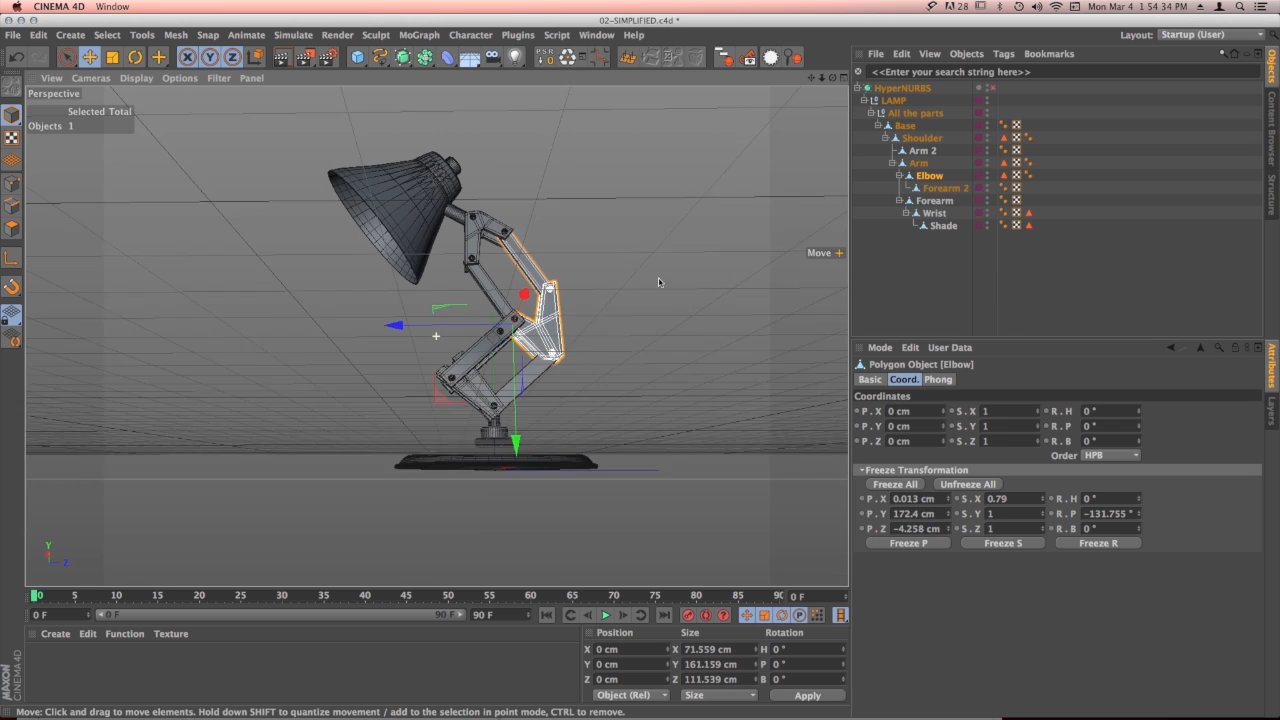 CINEMA 4D Window
28 Mon Mar 4 1:54:34 PM
02-SIMPLIFIED.c4d *
File Edit Create Select Tools Mesh Snap Animate Simulate Render Sculpt MoGraph Character Plugins Script Window Help
Layout: Startup (User)
X Y Z
PSR
File Edit View Objects Tags Bookmarks
View Cameras Display Options Filter Panel
<<Enter your search string here>>
Perspective
Selected Total
Objects 1
HyperNURBS
LAMP
All the parts
Base
Shoulder
Arm 2
Arm
Elbow
Forearm 2
Forearm
Wrist
Shade
Objects
Content Browser
Structure
Move
Mode Edit User Data
Polygon Object [Elbow]
Basic Coord. Phong
Coordinates
P . X 0 cm S . X 1 R . H 0 °
P . Y 0 cm S . Y 1 R . P 0 °
P . Z 0 cm S . Z 1 R . B 0 °
Order HPB
Freeze Transformation
Freeze All Unfreeze All
P . X 0.013 cm S . X 0.79 R . H 0 °
P . Y 172.4 cm S . Y 1 R . P -131.755 °
P . Z -4.258 cm S . Z 1 R . B 0 °
Freeze P Freeze S Freeze R
Attributes
Layers
Y
Z
0 5 10 15 20 25 30 35 40 45 50 55 60 65 70 75 80 85 90 0 F
0 F 0 F 90 F 90 F
Create Edit Function Texture
Position Size Rotation
X 0 cm X 71.559 cm H 0 °
Y 0 cm Y 161.159 cm P 0 °
Z 0 cm Z 111.539 cm B 0 °
Object (Rel) Size Apply
MAXON CINEMA 4D
Move: Click and drag to move elements. Hold down SHIFT to quantize movement / add to the selection in point mode, CTRL to remove.